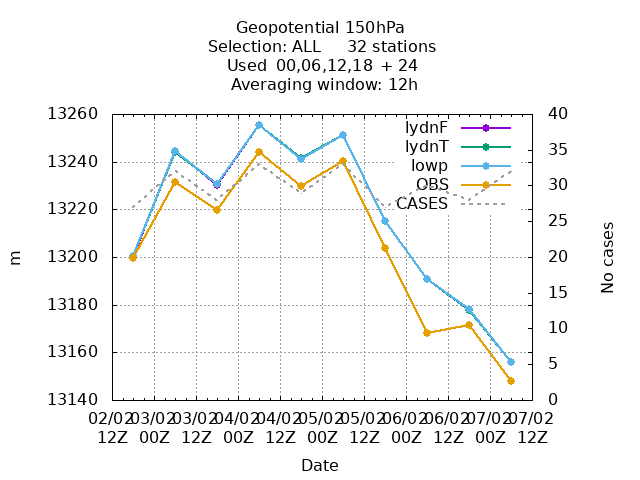 Geopotential 150hPa
Selection: ALL 32 stations
Used 00,06,12,18 + 24
Averaging window: 12h
13260
13240
13220
13200
13180
13160
13140
m
40
35
30
25
20
15
10
5
0
No cases
lydnF
lydnT
lowp
OBS
CASES
02/02 03/02 03/02 04/02 04/02 05/02 05/02 06/02 06/02 07/02 07/02
12Z 00Z 12Z 00Z 12Z 00Z 12Z 00Z 12Z 00Z 12Z
Date